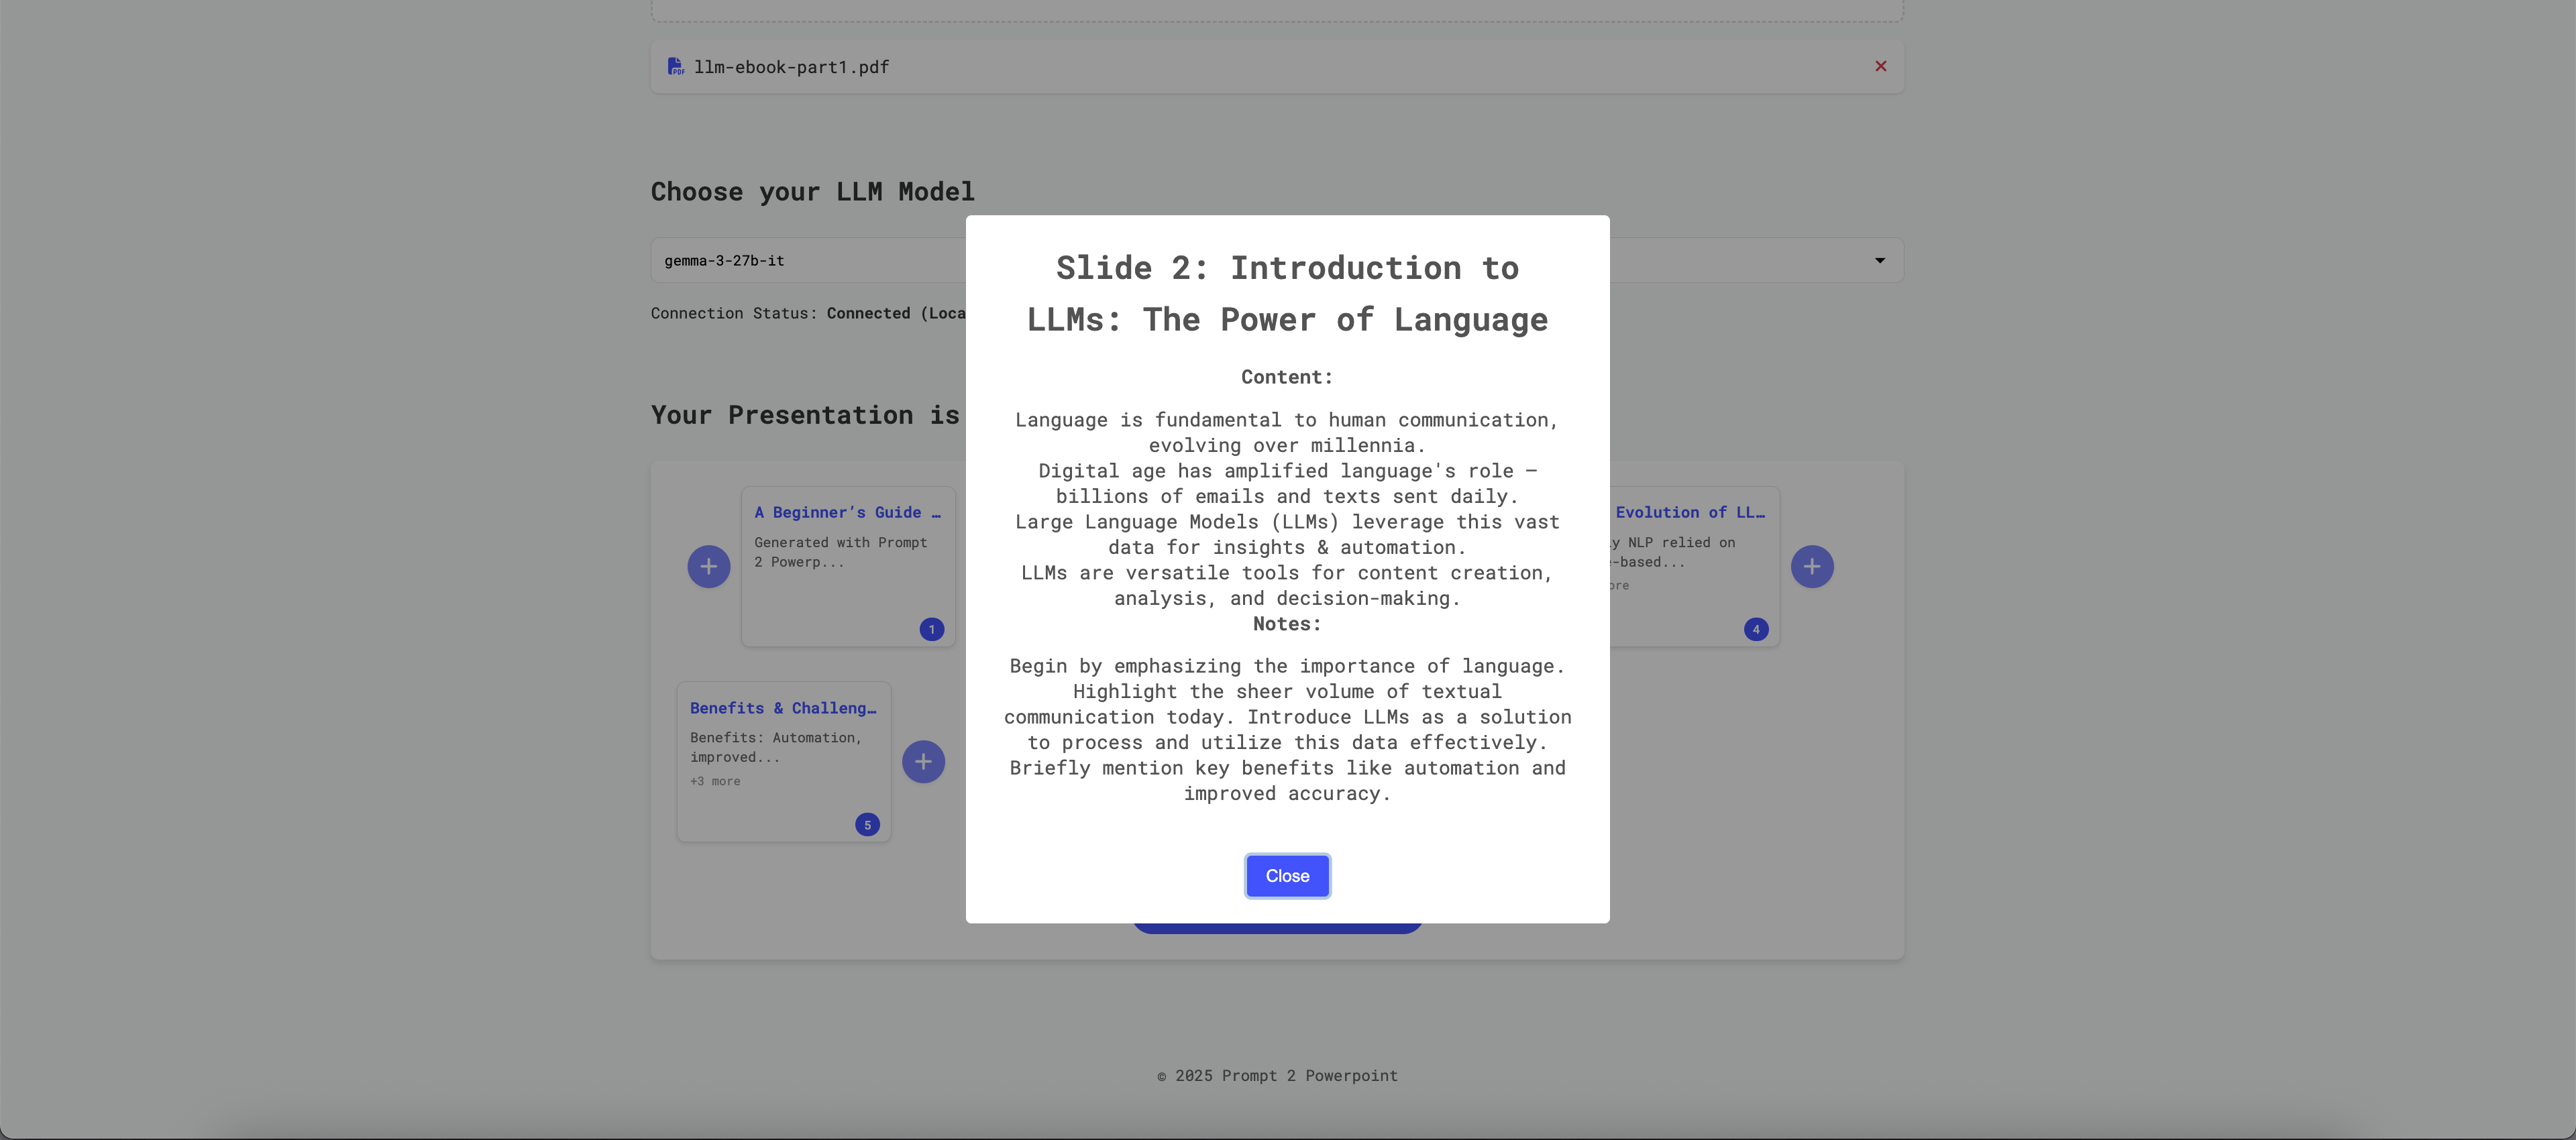 llm-ebook-part1.pdf
Choose your LLM Model
gemma-3-27b-it
Connection Status: Connected (Loca
Your Presentation is
A Beginner’s Guide …
Generated with Prompt
2 Powerp...
1
Evolution of LL…
y NLP relied on
-based...
ore
4
Benefits & Challeng…
Benefits: Automation,
improved...
+3 more
5
Slide 2: Introduction to
LLMs: The Power of Language
Content:
Language is fundamental to human communication,
evolving over millennia.
Digital age has amplified language's role –
billions of emails and texts sent daily.
Large Language Models (LLMs) leverage this vast
data for insights & automation.
LLMs are versatile tools for content creation,
analysis, and decision-making.
Notes:
Begin by emphasizing the importance of language.
Highlight the sheer volume of textual
communication today. Introduce LLMs as a solution
to process and utilize this data effectively.
Briefly mention key benefits like automation and
improved accuracy.
Close
© 2025 Prompt 2 Powerpoint